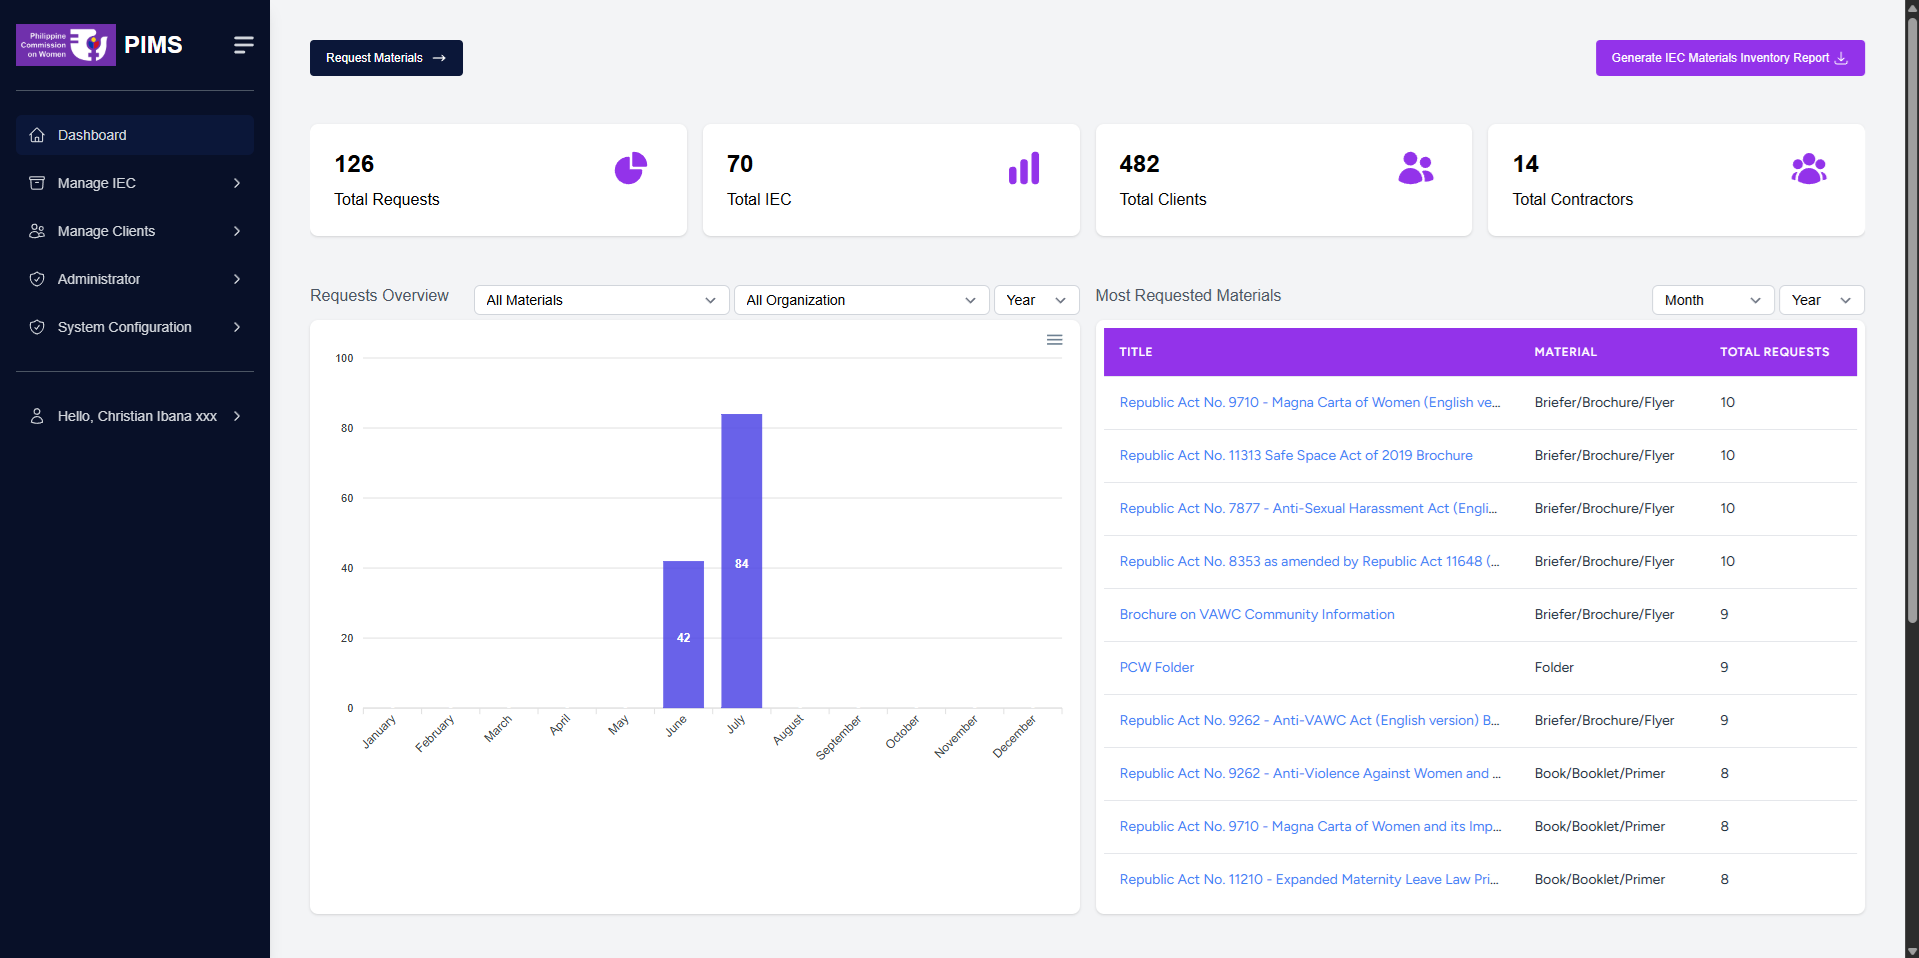 Philippine
Commission
on Women
PIMS
Dashboard
Manage IEC
Manage Clients
Administrator
System Configuration
Hello, Christian Ibana xxx
Request Materials →
Generate IEC Materials Inventory Report
126
Total Requests
70
Total IEC
482
Total Clients
14
Total Contractors
Requests Overview
All Materials
All Organization
Year
100
80
60
40
20
0
42
84
January
February
March
April
May
June
July
August
September
October
November
December
Most Requested Materials
Month
Year
TITLE MATERIAL TOTAL REQUESTS
Republic Act No. 9710 - Magna Carta of Women (English ve... Briefer/Brochure/Flyer 10
Republic Act No. 11313 Safe Space Act of 2019 Brochure Briefer/Brochure/Flyer 10
Republic Act No. 7877 - Anti-Sexual Harassment Act (Engli... Briefer/Brochure/Flyer 10
Republic Act No. 8353 as amended by Republic Act 11648 (... Briefer/Brochure/Flyer 10
Brochure on VAWC Community Information Briefer/Brochure/Flyer 9
PCW Folder Folder 9
Republic Act No. 9262 - Anti-VAWC Act (English version) B... Briefer/Brochure/Flyer 9
Republic Act No. 9262 - Anti-Violence Against Women and ... Book/Booklet/Primer 8
Republic Act No. 9710 - Magna Carta of Women and its Imp... Book/Booklet/Primer 8
Republic Act No. 11210 - Expanded Maternity Leave Law Pri... Book/Booklet/Primer 8